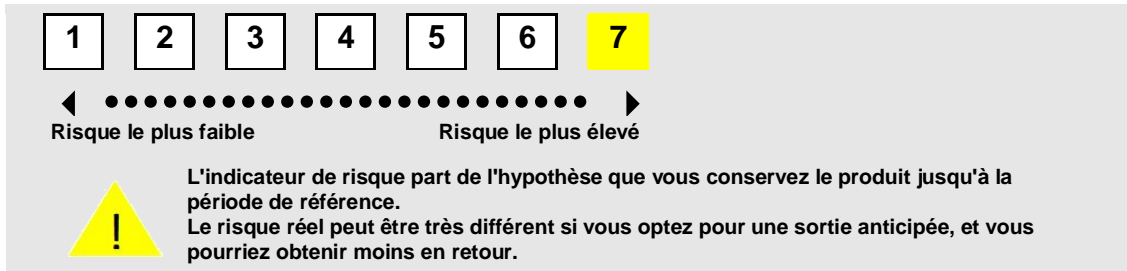 1 2 3 4 5 6 7
Risque le plus faible Risque le plus élevé
!
L'indicateur de risque part de l'hypothèse que vous conservez le produit jusqu'à la
période de référence.
Le risque réel peut être très différent si vous optez pour une sortie anticipée, et vous
pourriez obtenir moins en retour.